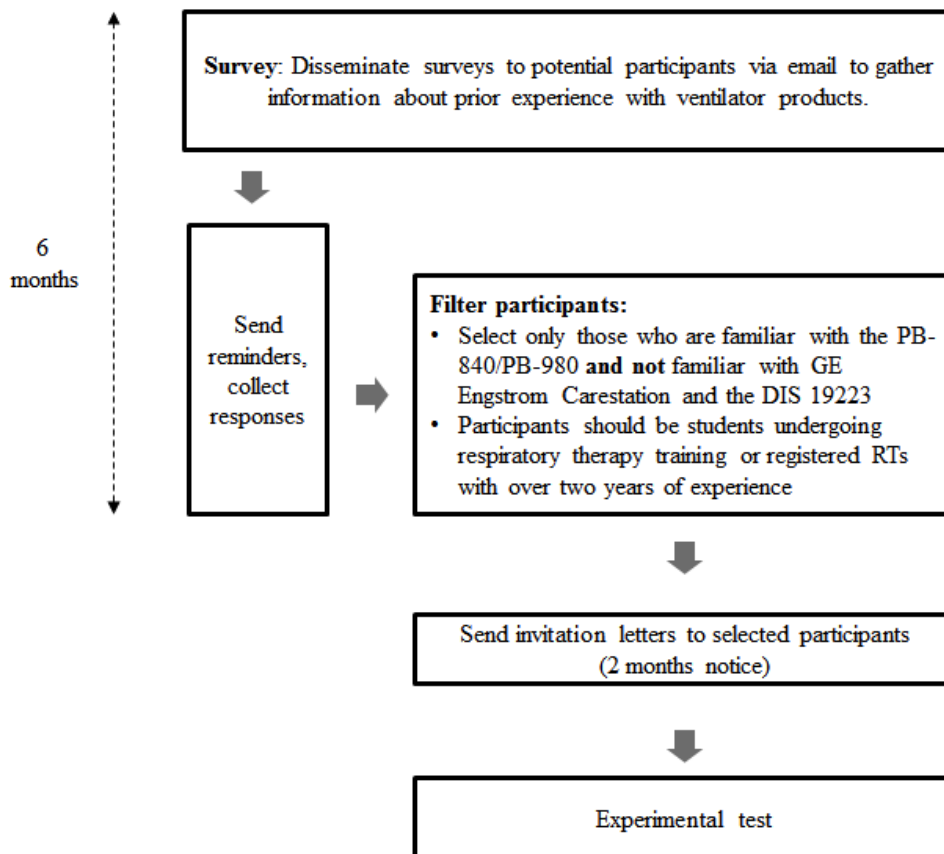 Survey: Disseminate surveys to potential participants via email to gather
information about prior experience with ventilator products.
6
months
Send
reminders,
collect
responses
Filter participants:
• Select only those who are familiar with the PB-
840/PB-980 and not familiar with GE
Engstrom Carestation and the DIS 19223
• Participants should be students undergoing
respiratory therapy training or registered RTs
with over two years of experience
Send invitation letters to selected participants
(2 months notice)
Experimental test